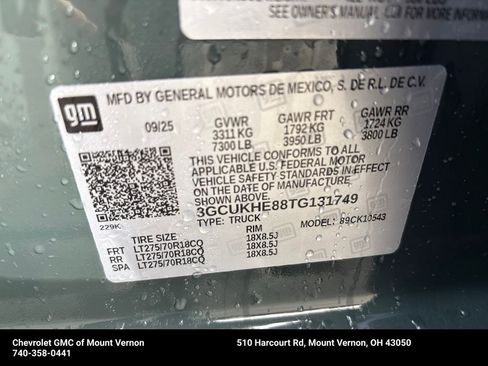 SEE OWNER'S MANUAL
gm
MFD BY GENERAL MOTORS DE MEXICO, S. DE R.L. DE C.V.
09/25 GVWR GAWR FRT GAWR RR
3311 KG 1792 KG 1724 KG
7300 LB 3950 LB 3800 LB
THIS VEHICLE CONFORMS TO ALL
APPLICABLE U.S. FEDERAL MOTOR
VEHICLE SAFETY STANDARDS IN EFFECT
ON THE DATE OF MANUFACTURE SHOWN ABOVE.
3GCUKHE88TG131749
229K TYPE: TRUCK MODEL: 89CK10543
TIRE SIZE RIM
FRT LT275/70R18CQ 18X8.5J
RR LT275/70R18CQ 18X8.5J
SPA LT275/70R18CQ 18X8.5J
Chevrolet GMC of Mount Vernon 510 Harcourt Rd, Mount Vernon, OH 43050
740-358-0441